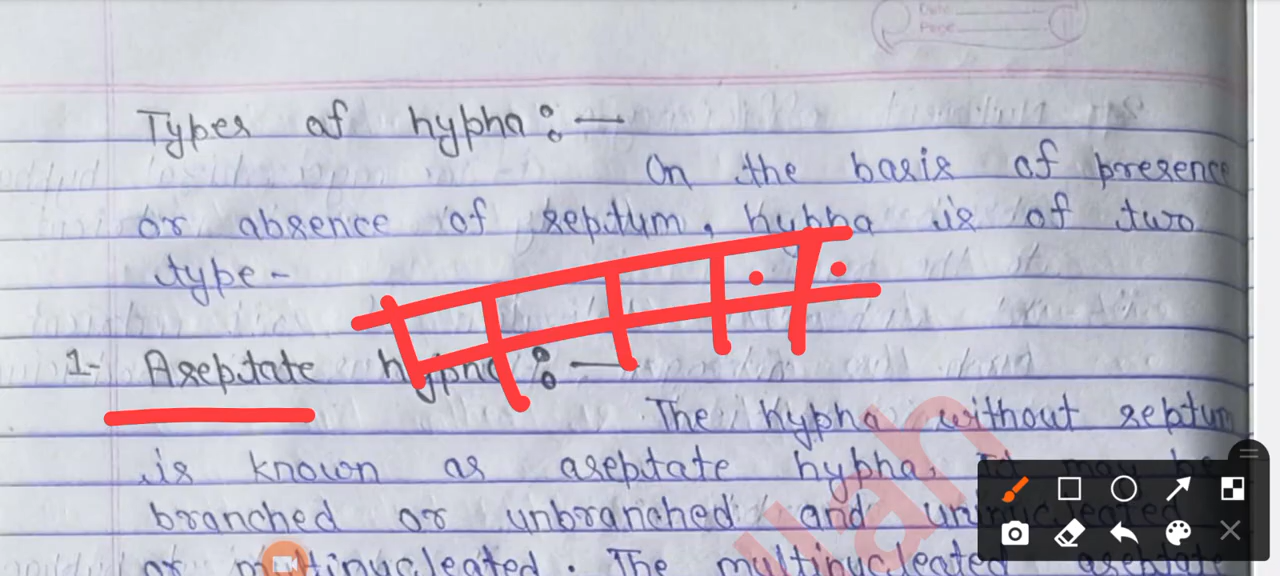 Date
Page
Types of hypha :—
On the basis of presence
or absence of septum, hypha is of two
type-
1- Aseptate hypha :—
The hypha without septum
is known as aseptate hypha. It may be
branched or unbranched and uninucleated
or multinucleated. The multinucleated aseptate